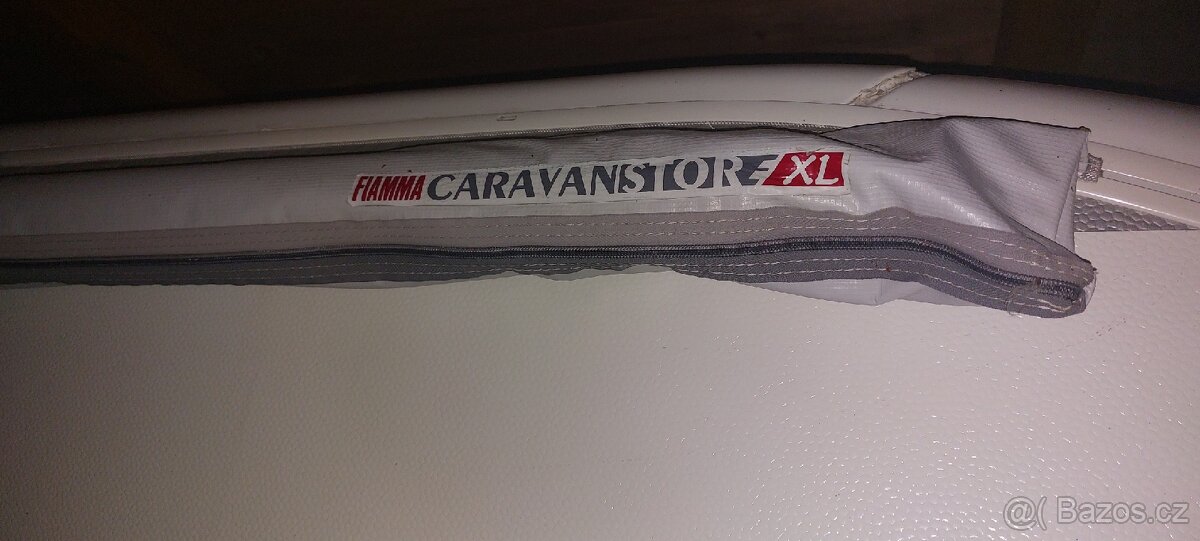 FIAMMA CARAVANSTORE XL
@( Bazos.cz